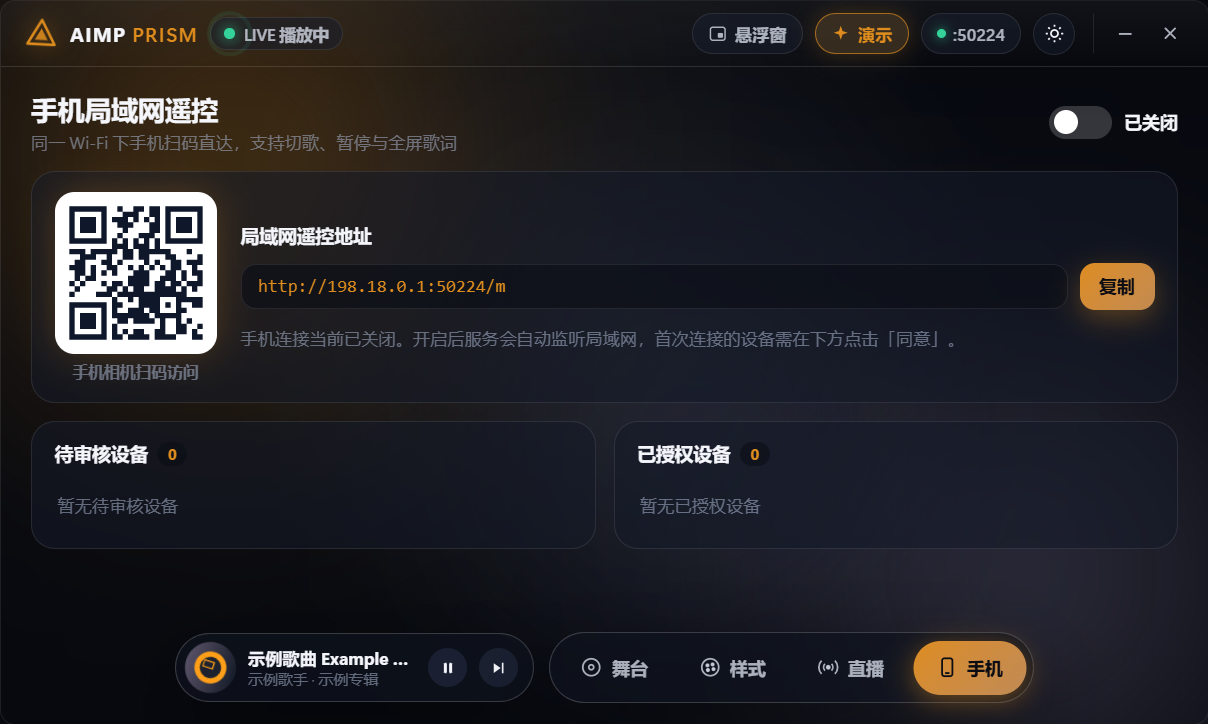 AIMP PRISM
LIVE 播放中
悬浮窗
演示
:50224
手机局域网遥控
同一 Wi-Fi 下手机扫码直达，支持切歌、暂停与全屏歌词
已关闭
局域网遥控地址
http://198.18.0.1:50224/m
复制
手机连接当前已关闭。开启后服务会自动监听局域网，首次连接的设备需在下方点击「同意」。
手机相机扫码访问
待审核设备 0
暂无待审核设备
已授权设备 0
暂无已授权设备
示例歌曲 Example ...
示例歌手 · 示例专辑
舞台
样式
直播
手机